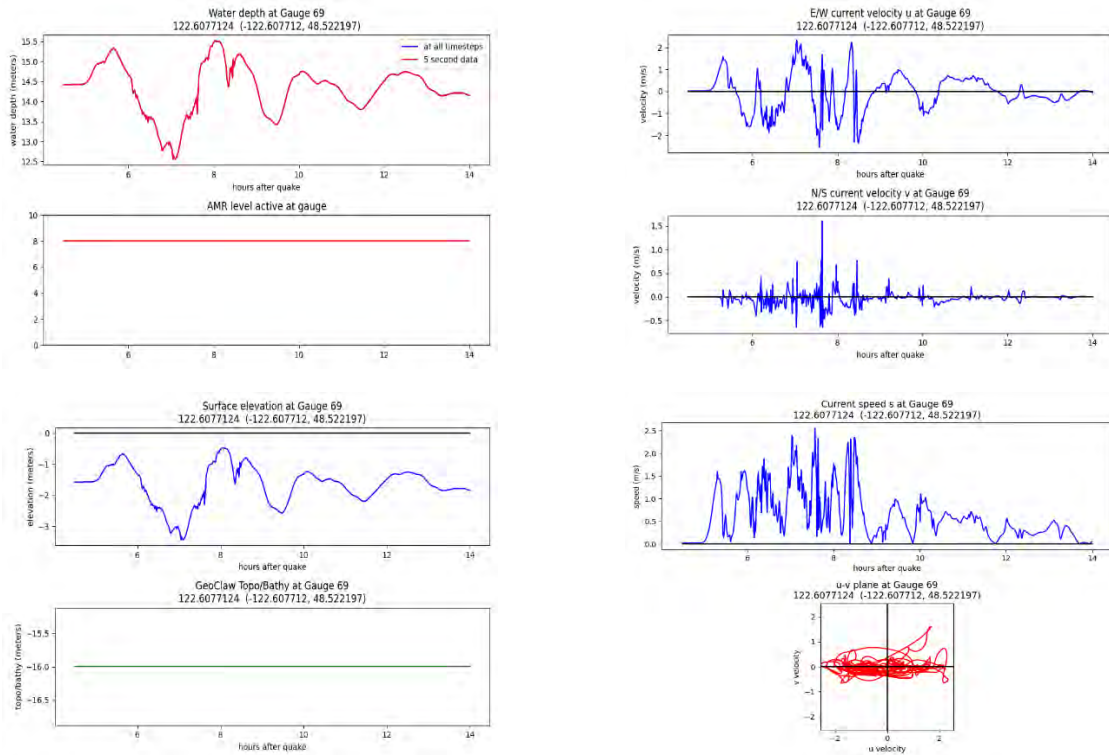 Water depth at Gauge 69
122.6077124 (-122.607712, 48.522197)
at all timesteps
5 second data
15.5
15.0
14.5
14.0
13.5
13.0
12.5
water depth (meters)
6 8 10 12 14
hours after quake
AMR level active at gauge
10
8
6
4
2
0
6 8 10 12 14
Surface elevation at Gauge 69
122.6077124 (-122.607712, 48.522197)
0
−1
−2
−3
elevation (meters)
6 8 10 12 14
hours after quake
GeoClaw Topo/Bathy at Gauge 69
122.6077124 (-122.607712, 48.522197)
−15.5
−16.0
−16.5
topo/bathy (meters)
6 8 10 12 14
hours after quake
E/W current velocity u at Gauge 69
122.6077124 (-122.607712, 48.522197)
2
1
0
−1
−2
velocity (m/s)
6 8 10 12 14
hours after quake
N/S current velocity v at Gauge 69
122.6077124 (-122.607712, 48.522197)
1.5
1.0
0.5
0.0
−0.5
velocity (m/s)
6 8 10 12 14
hours after quake
Current speed s at Gauge 69
122.6077124 (-122.607712, 48.522197)
2.5
2.0
1.5
1.0
0.5
0.0
speed (m/s)
6 8 10 12 14
hours after quake
u-v plane at Gauge 69
122.6077124 (-122.607712, 48.522197)
2
1
0
−1
−2
v velocity
−2 0 2
u velocity